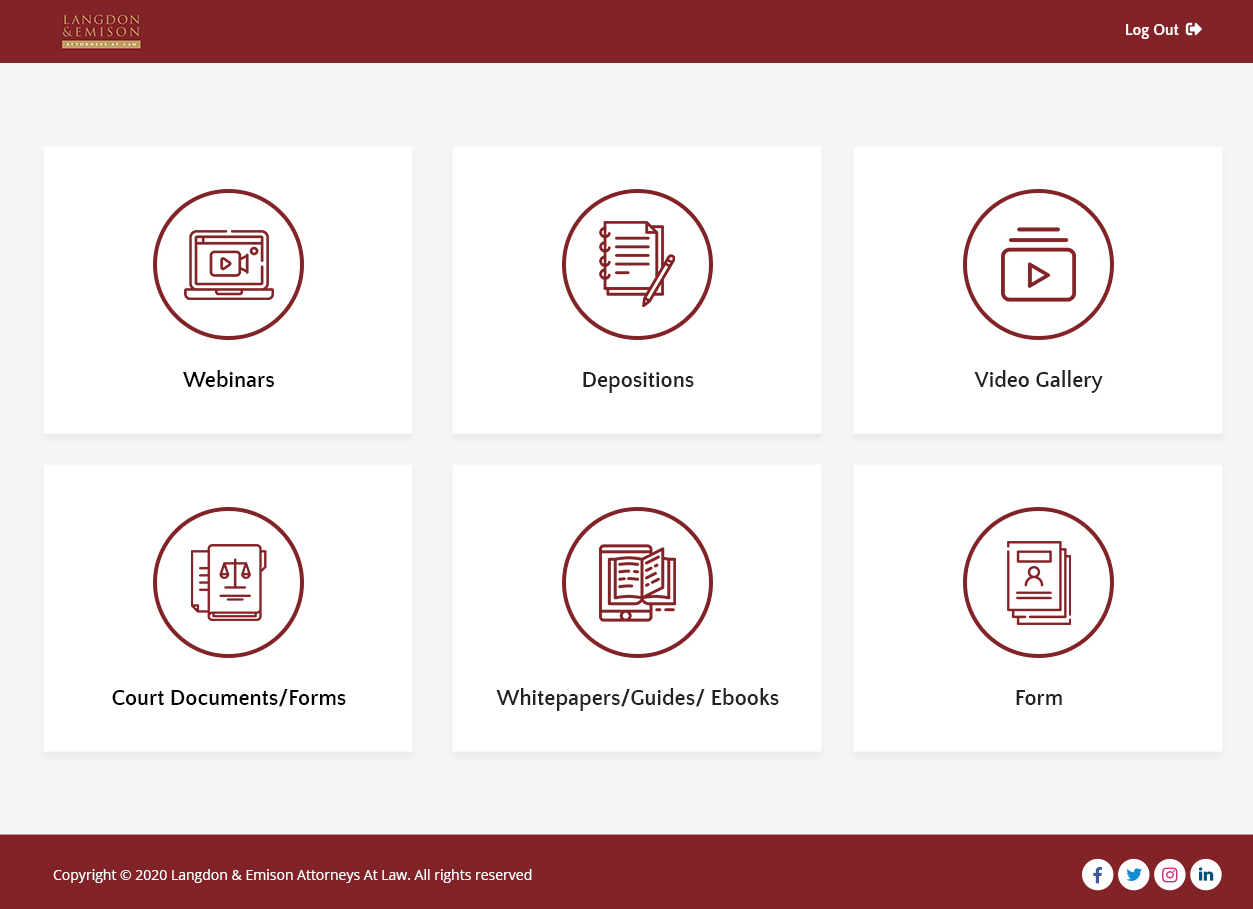 LANGDON
&EMISON
ATTORNEYS AT LAW
Log Out
Webinars
Depositions
Video Gallery
Court Documents/Forms
Whitepapers/Guides/ Ebooks
Form
Copyright © 2020 Langdon & Emison Attorneys At Law. All rights reserved